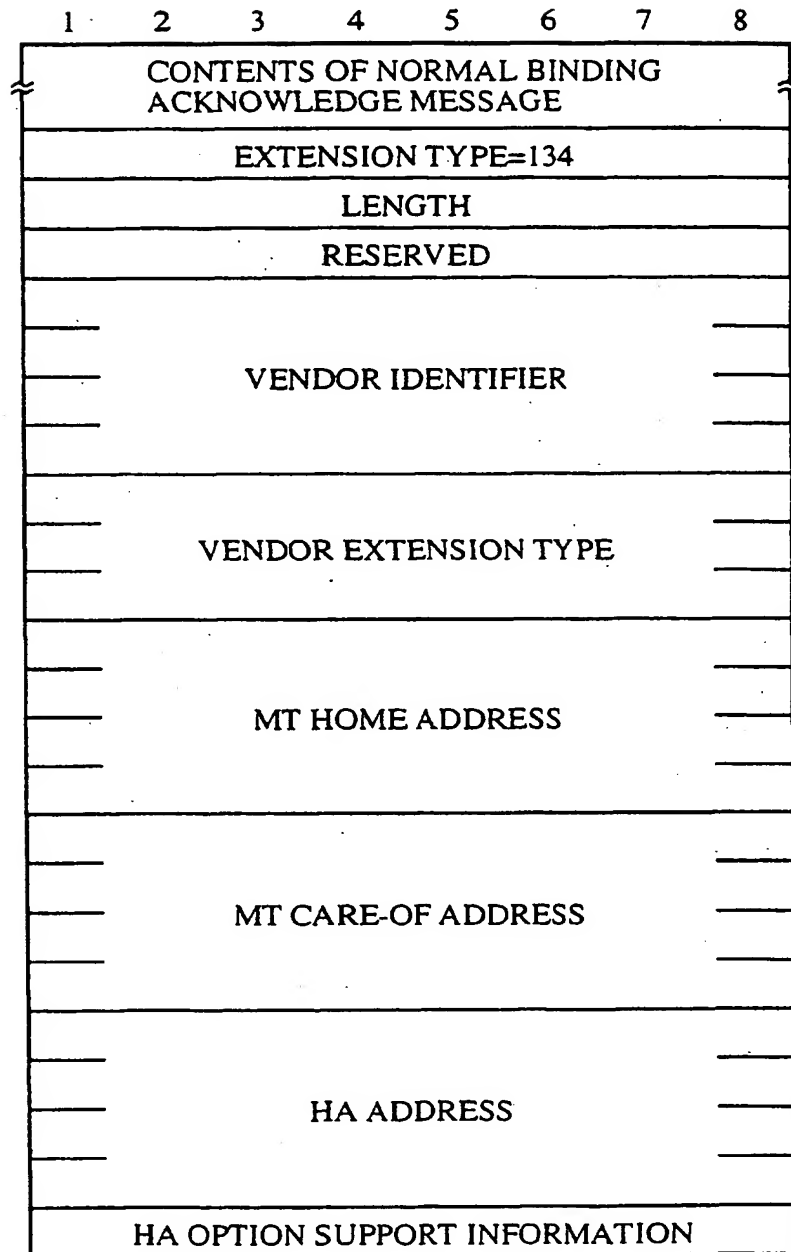 1 2 3 4 5 6 7 8
CONTENTS OF NORMAL BINDING
ACKNOWLEDGE MESSAGE
EXTENSION TYPE=134
LENGTH
RESERVED
VENDOR IDENTIFIER
VENDOR EXTENSION TYPE
MT HOME ADDRESS
MT CARE-OF ADDRESS
HA ADDRESS
HA OPTION SUPPORT INFORMATION